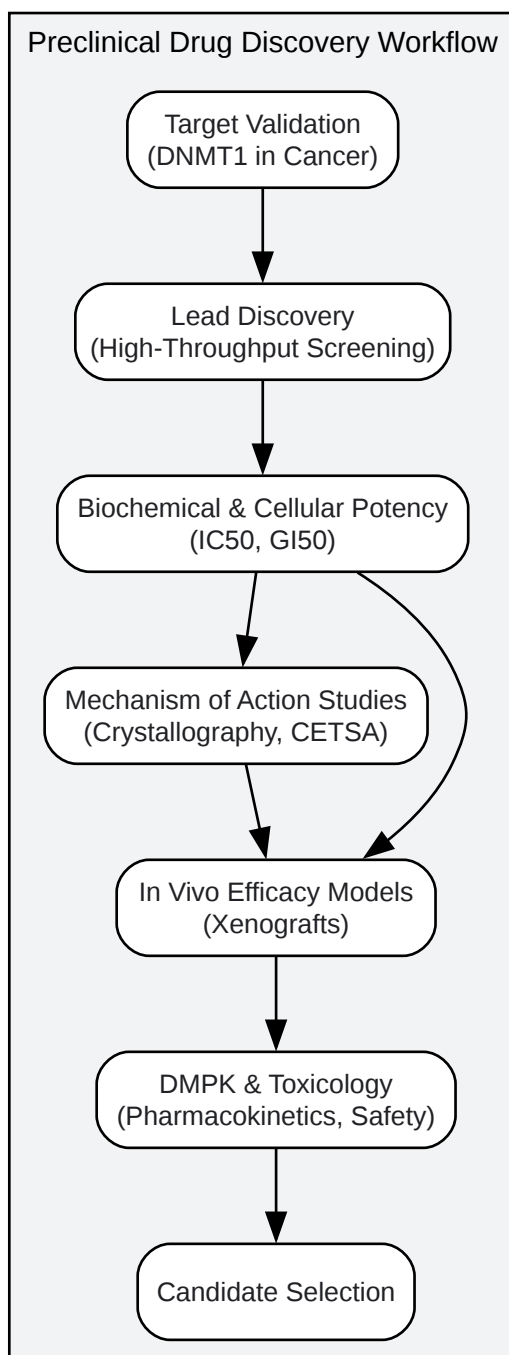 Preclinical Drug Discovery Workflow
Target Validation
(DNMT1 in Cancer)
Lead Discovery
(High-Throughput Screening)
Biochemical & Cellular Potency
(IC50, GI50)
Mechanism of Action Studies
(Crystallography, CETSA)
In Vivo Efficacy Models
(Xenografts)
DMPK & Toxicology
(Pharmacokinetics, Safety)
Candidate Selection